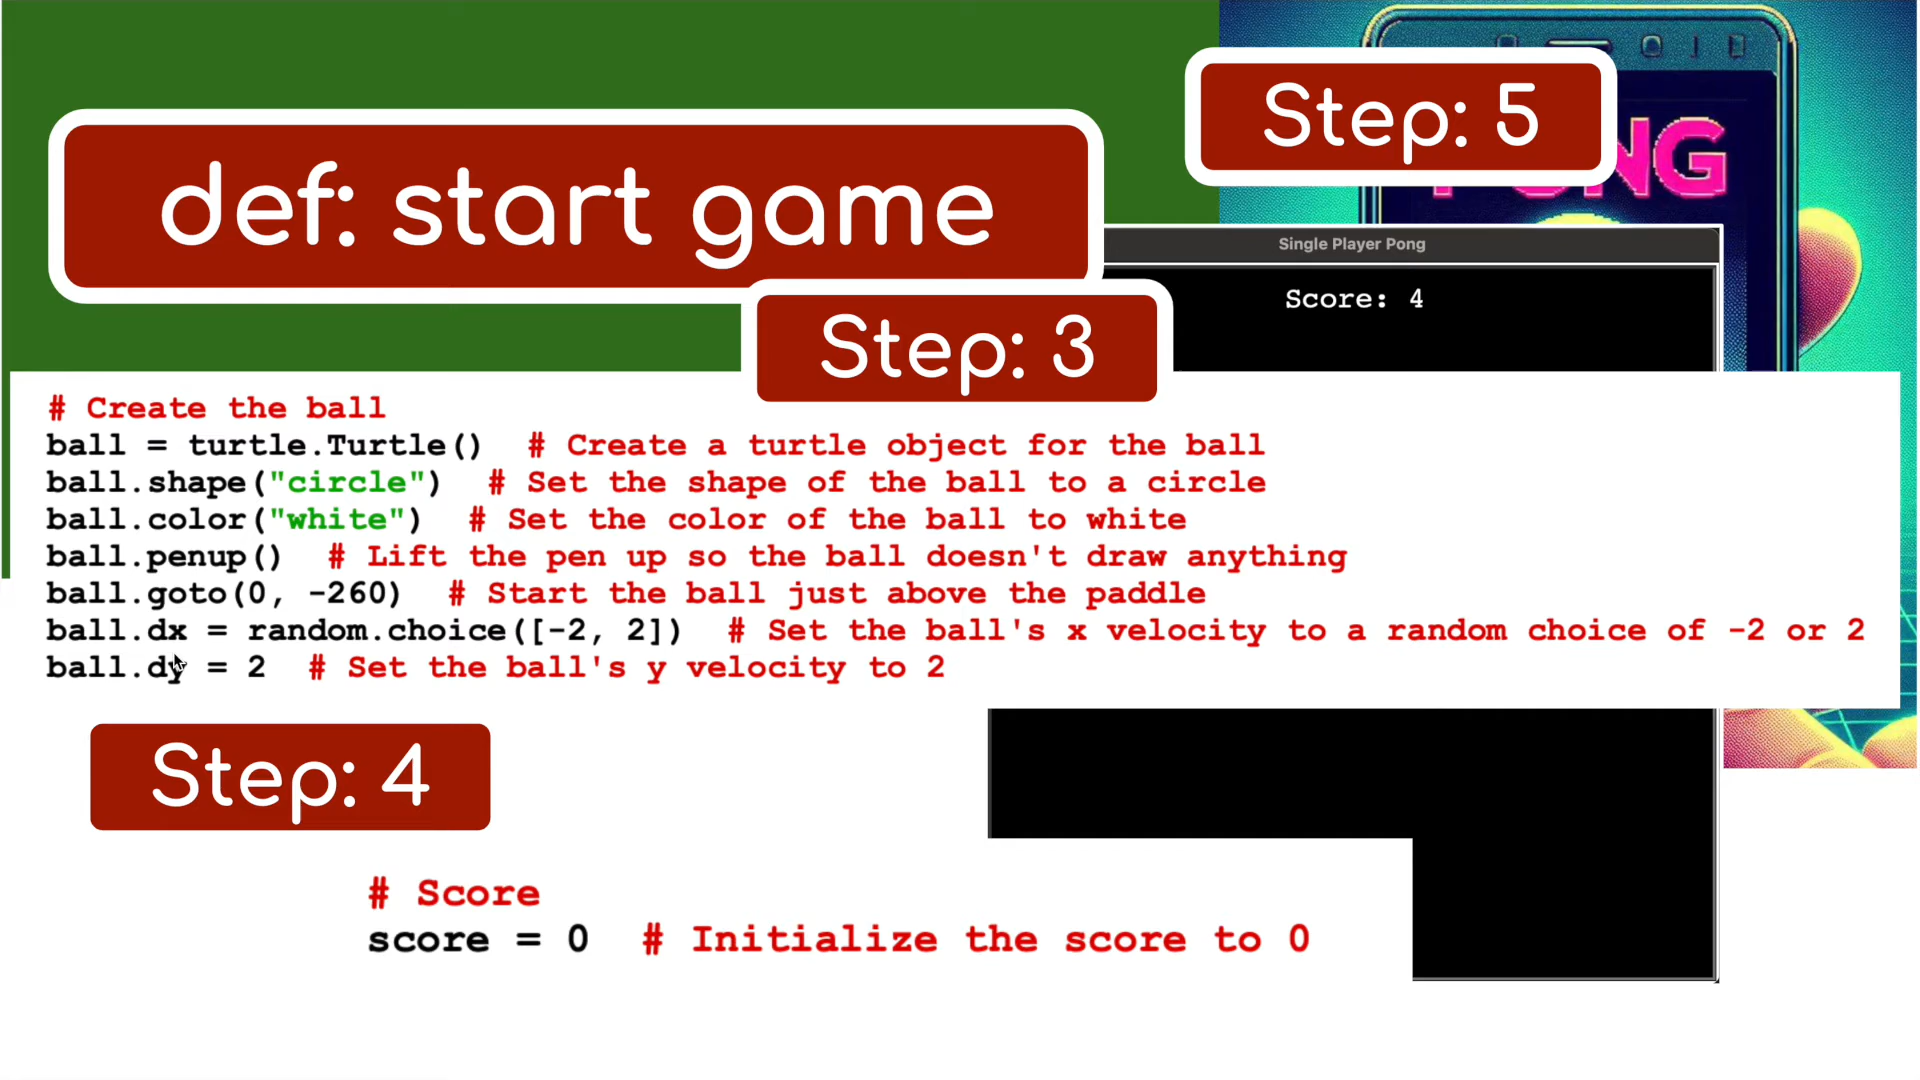 Step: 5
def: start game
PONG
Single Player Pong
Score: 4
Step: 3
# Create the ball
ball = turtle.Turtle()  # Create a turtle object for the ball
ball.shape("circle")  # Set the shape of the ball to a circle
ball.color("white")  # Set the color of the ball to white
ball.penup()  # Lift the pen up so the ball doesn't draw anything
ball.goto(0, -260)  # Start the ball just above the paddle
ball.dx = random.choice([-2, 2])  # Set the ball's x velocity to a random choice of -2 or 2
ball.dy = 2  # Set the ball's y velocity to 2
Step: 4
# Score
score = 0  # Initialize the score to 0